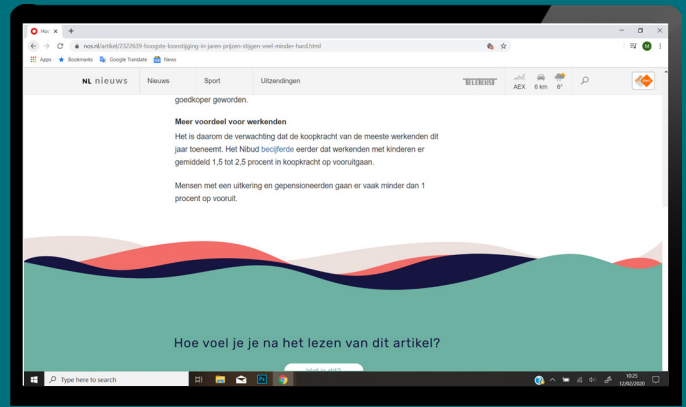 Ho:
nos.nl/artikel/2322639-hoogste-loonstijging-in-jaren-prijzen-stijgen-veel-minder-hard.html
M
Apps Bookmarks Google Translate News
NL nieuws Nieuws Sport Uitzendingen TELETEKST AEX 6 km 6°
goedkoper geworden.
Meer voordeel voor werkenden
Het is daarom de verwachting dat de koopkracht van de meeste werkenden dit
jaar toeneemt. Het Nibud becijferde eerder dat werkenden met kinderen er
gemiddeld 1,5 tot 2,5 procent in koopkracht op vooruitgaan.
Mensen met een uitkering en gepensioneerden gaan er vaak minder dan 1
procent op vooruit.
Hoe voel je je na het lezen van dit artikel?
Wat is dit?
Type here to search
Ps
10:25
12/02/2020